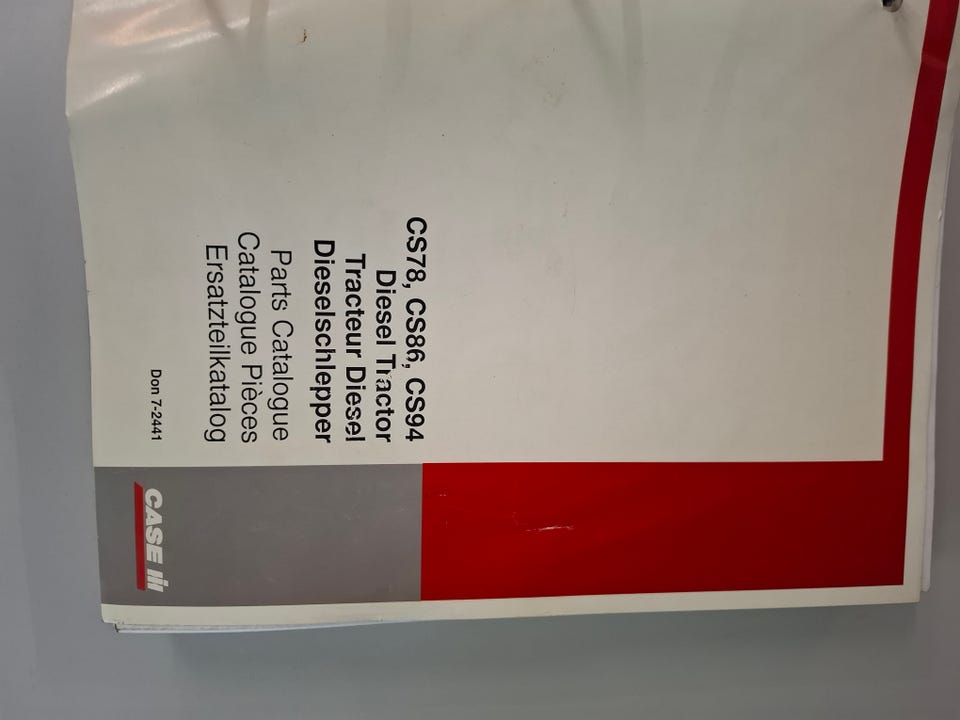 CS78, CS86, CS94
Diesel Tractor
Tracteur Diesel
Dieselschlepper
Parts Catalogue
Catalogue Pièces
Ersatzteilkatalog
Don 7-2441
CASE IH